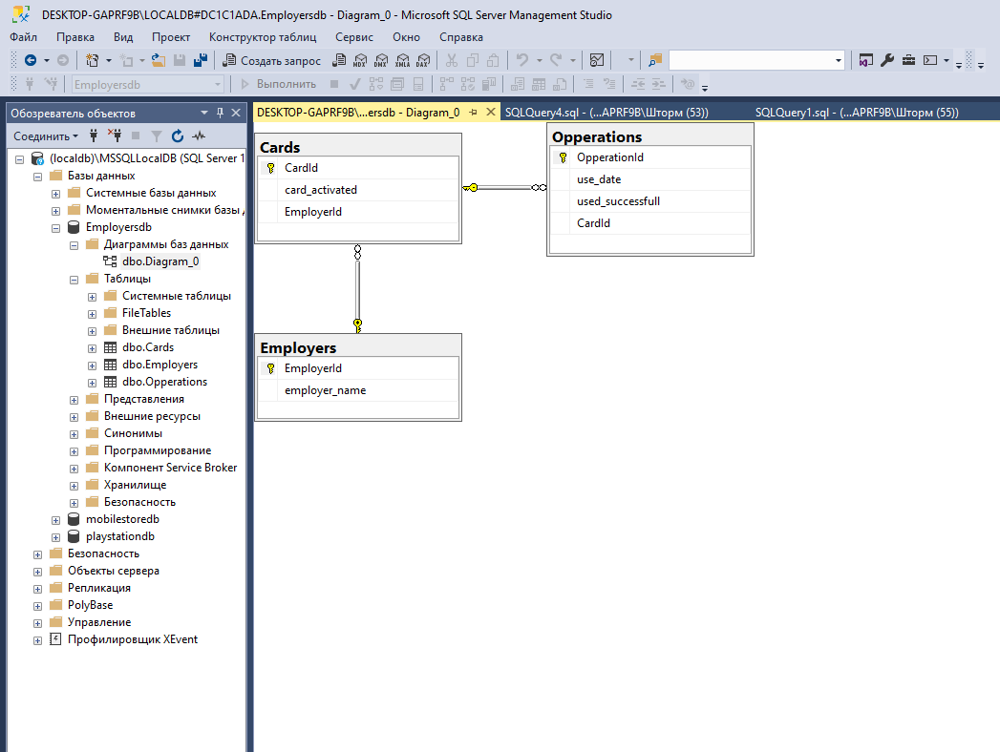 DESKTOP-GAPRF9B\LOCALDB#DC1C1ADA.Employersdb - Diagram_0 - Microsoft SQL Server Management Studio
Файл Правка Вид Проект Конструктор таблиц Сервис Окно Справка
Создать запрос MDX DMX XMLA DAX
Employersdb Выполнить
Обозреватель объектов
DESKTOP-GAPRF9B\...ersdb - Diagram_0 SQLQuery4.sql - (...APRF9B\Шторм (53)) SQLQuery1.sql - (...APRF9B\Шторм (55))
Соединить
(localdb)\MSSQLLocalDB (SQL Server 1
Базы данных
Системные базы данных
Моментальные снимки базы
Employersdb
Диаграммы баз данных
dbo.Diagram_0
Таблицы
Системные таблицы
FileTables
Внешние таблицы
dbo.Cards
dbo.Employers
dbo.Opperations
Представления
Внешние ресурсы
Синонимы
Программирование
Компонент Service Broker
Хранилище
Безопасность
mobilestoredb
playstationdb
Безопасность
Объекты сервера
Репликация
PolyBase
Управление
Профилировщик XEvent
Cards
CardId
card_activated
EmployerId
Opperations
OpperationId
use_date
used_successfull
CardId
Employers
EmployerId
employer_name